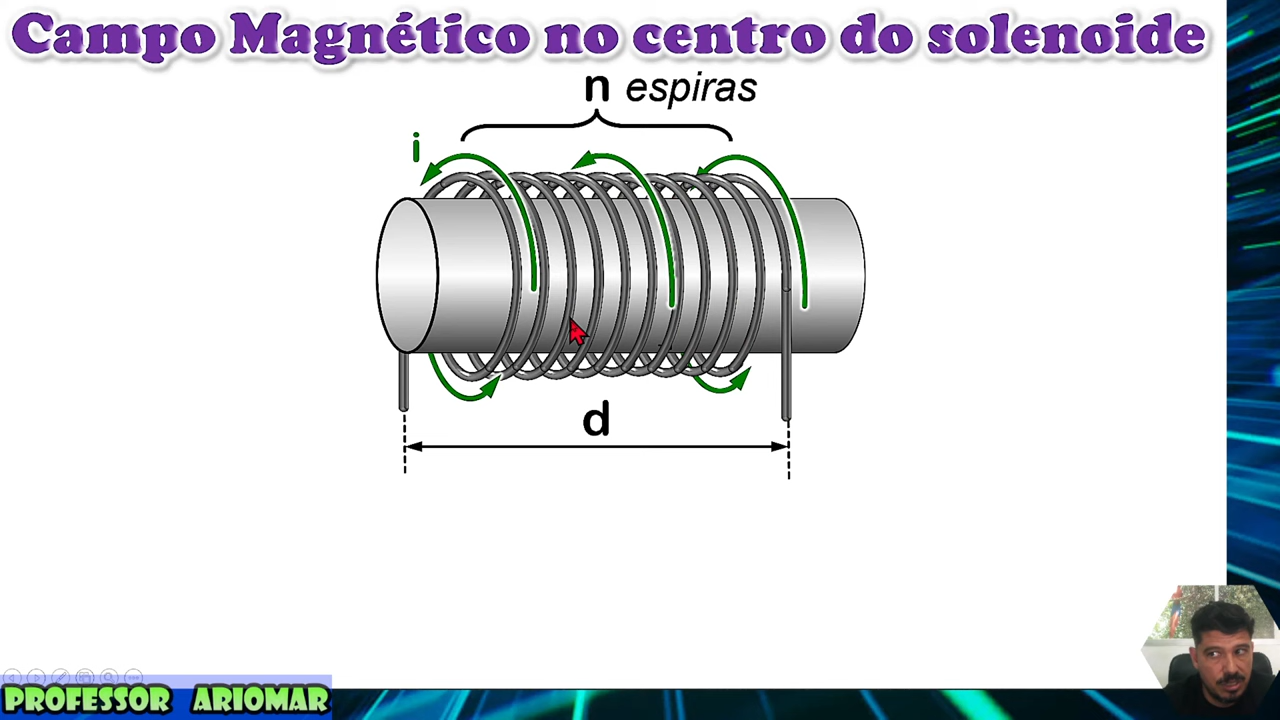 Campo Magnético no centro do solenoide
n espiras
i
d
PROFESSOR ARIOMAR